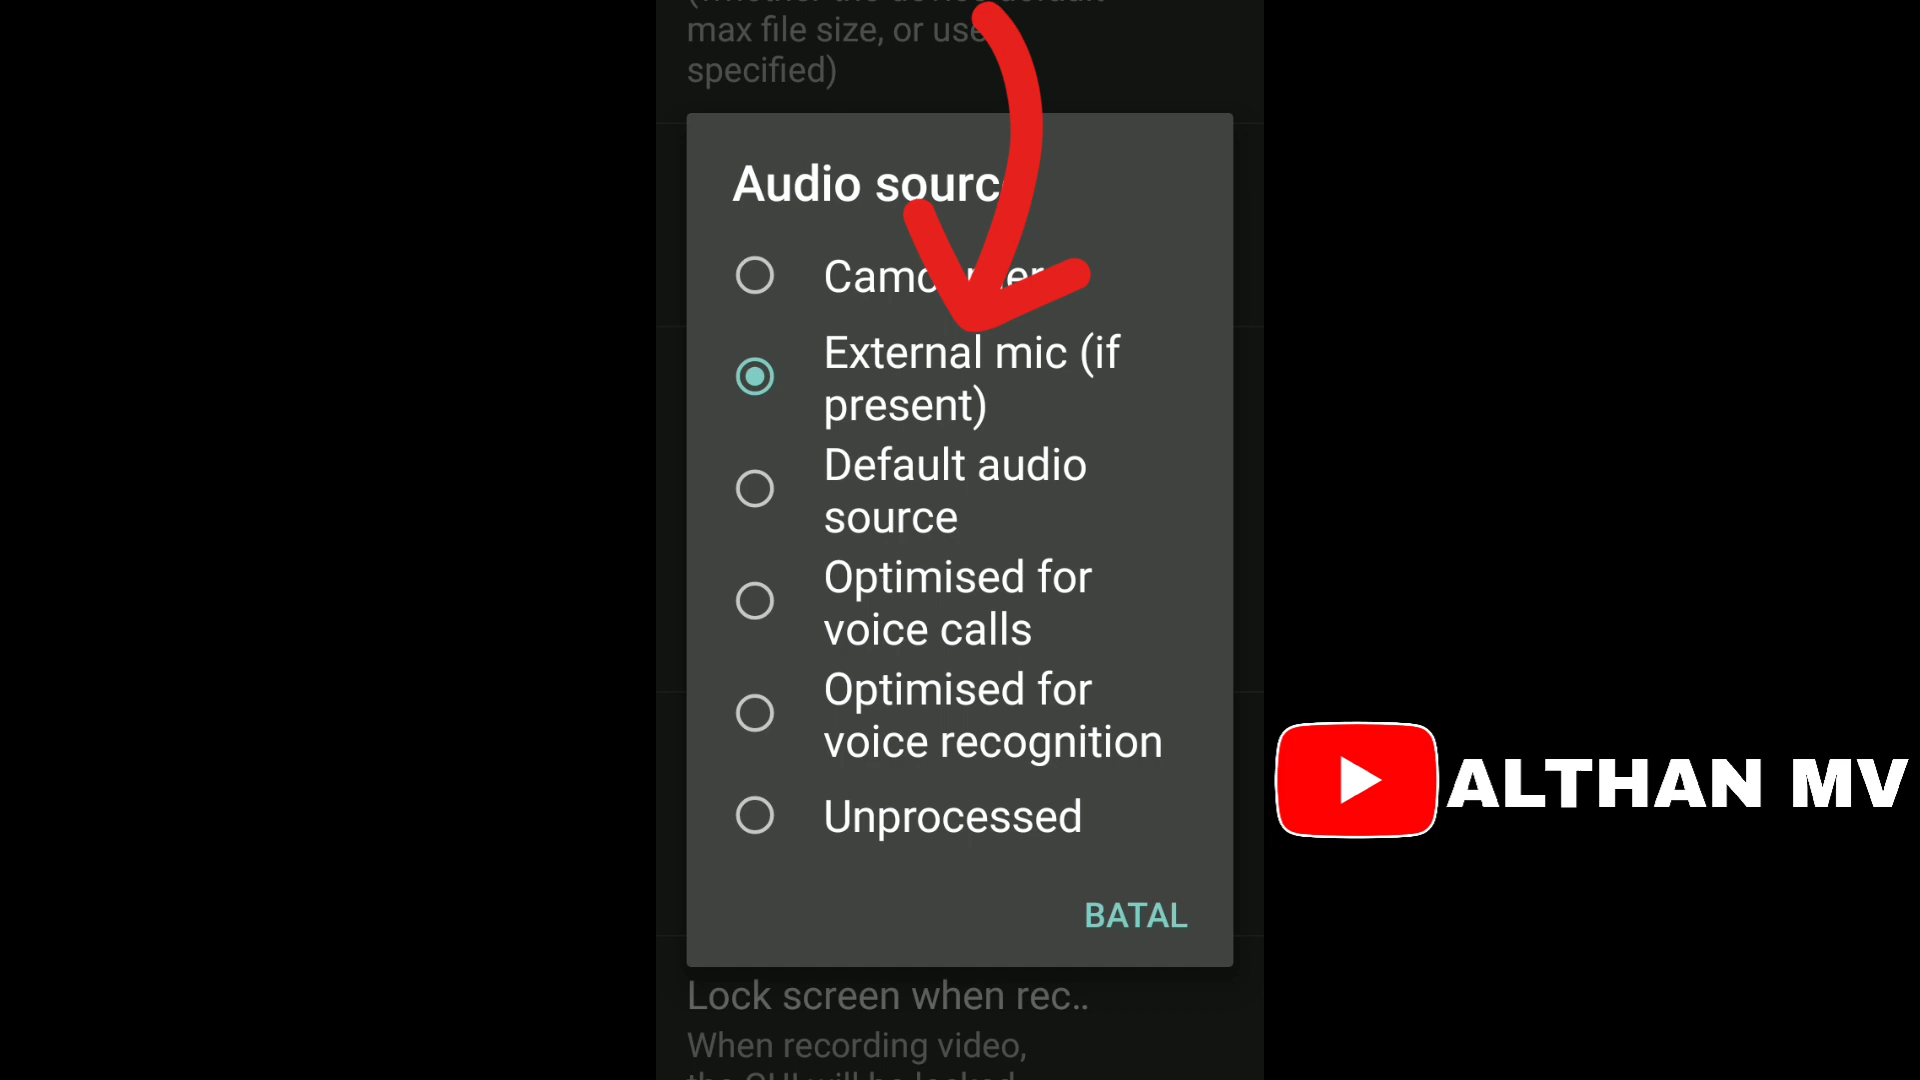 max file size, or use
specified)
Audio sourc
External mic (if
present)
Default audio
source
Optimised for
voice calls
Optimised for
voice recognition
Unprocessed
BATAL
ALTHAN MV
Lock screen when rec..
When recording video,